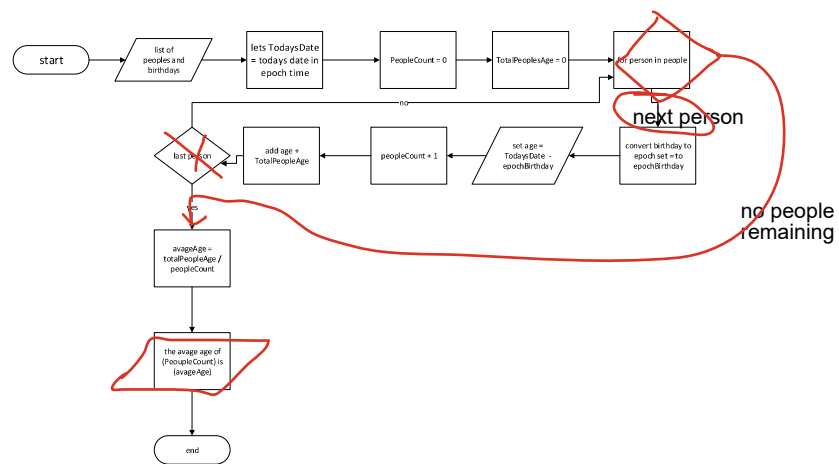 start
list of
peoples and
birthdays
lets TodaysDate
= todays date in
epoch time
PeopleCount = 0
TotalPeoplesAge = 0
for person in people
no
next person
last person
add age +
TotalPeopleAge
peopleCount + 1
set age =
TodaysDate -
epochBirthday
convert birthday to
epoch set = to
epochBirthday
yes
no people
remaining
avageAge =
totalPeopleAge /
peopleCount
the avage age of
(PeoupleCount) is
(avageAge)
end